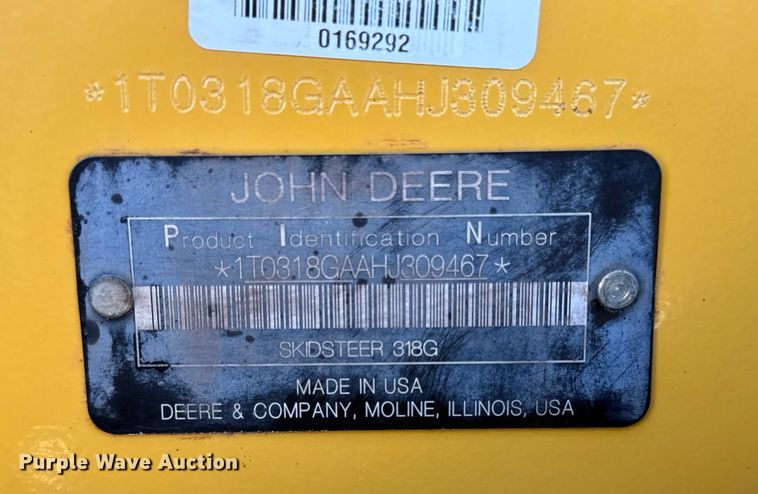 0169292
*1T0318GAAHJ309467*
JOHN DEERE
Product Identification Number
*1T0318GAAHJ309467*
SKIDSTEER 318G
MADE IN USA
DEERE & COMPANY, MOLINE, ILLINOIS, USA
Purple Wave Auction